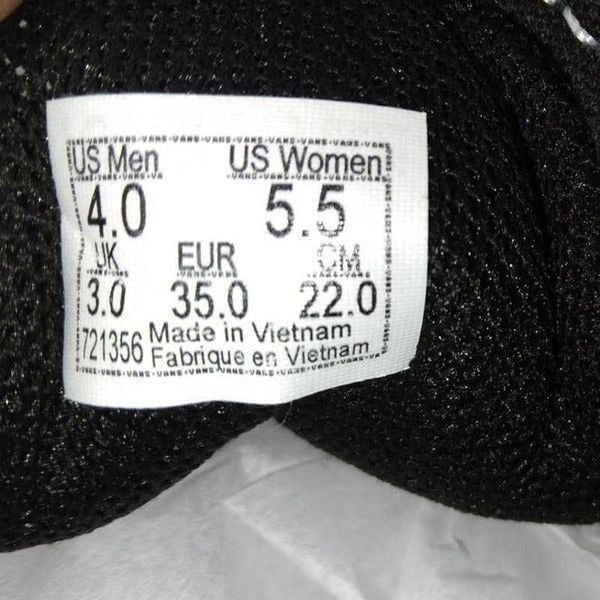 US Men US Women
4.0 5.5
UK EUR CM
3.0 35.0 22.0
721356 Made in Vietnam
Fabrique en Vietnam